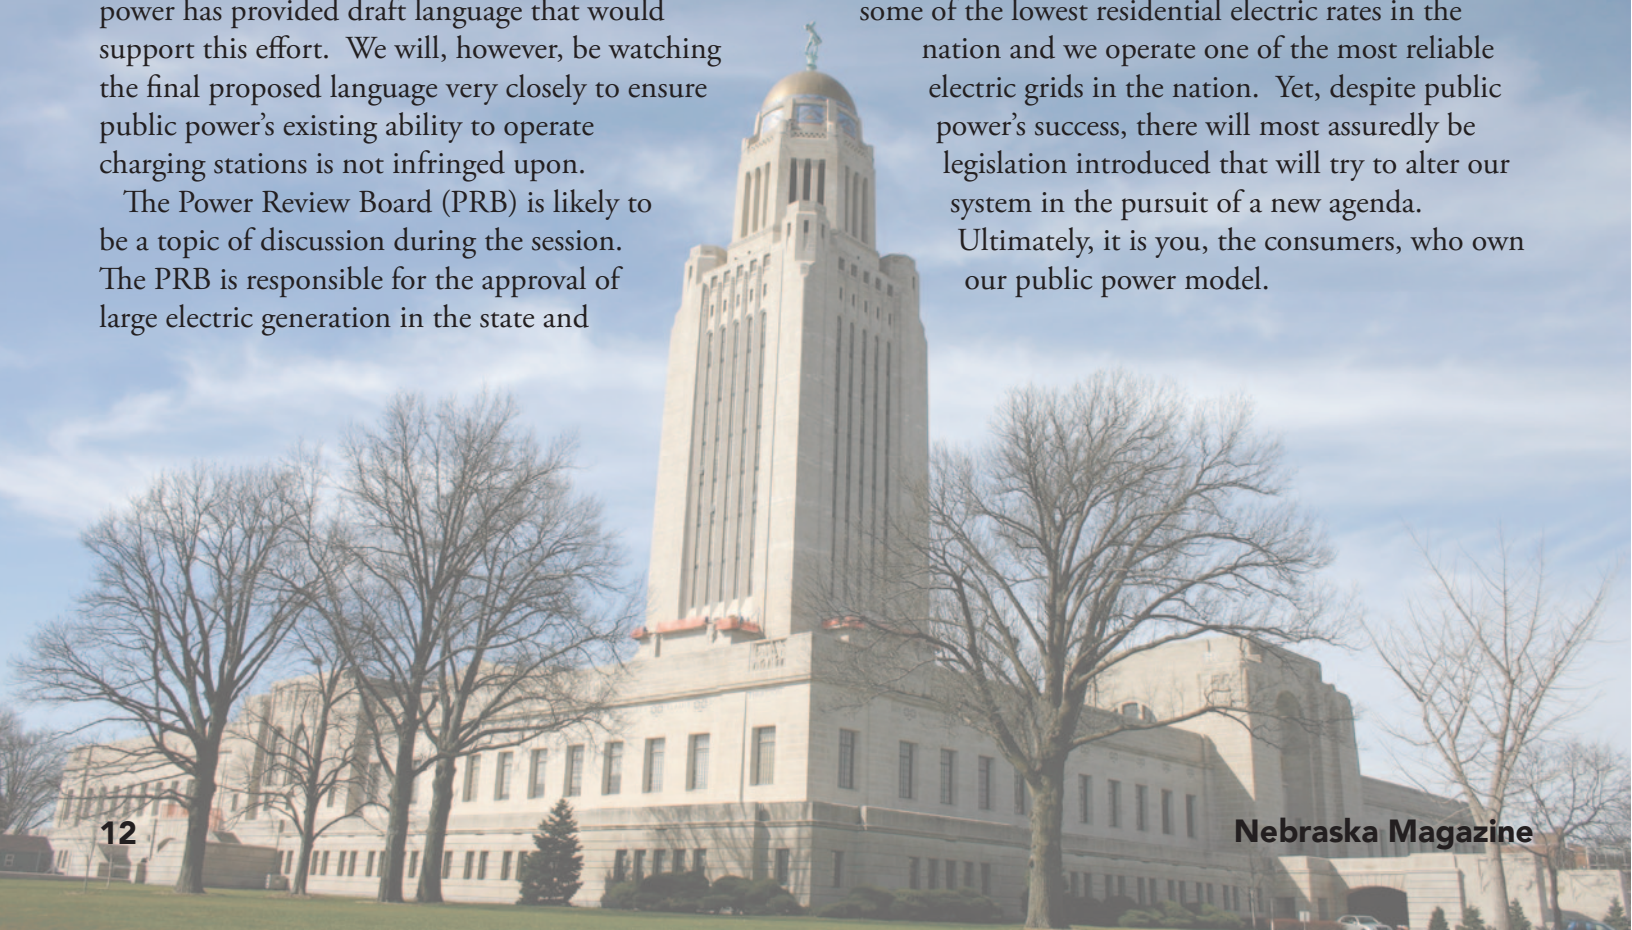 power has provided draft language that would
support this effort.  We will, however, be watching
the final proposed language very closely to ensure
public power’s existing ability to operate
charging stations is not infringed upon.
The Power Review Board (PRB) is likely to
be a topic of discussion during the session.
The PRB is responsible for the approval of
large electric generation in the state and
some of the lowest residential electric rates in the
nation and we operate one of the most reliable
electric grids in the nation.  Yet, despite public
power’s success, there will most assuredly be
legislation introduced that will try to alter our
system in the pursuit of a new agenda.
Ultimately, it is you, the consumers, who own
our public power model.
12
Nebraska Magazine